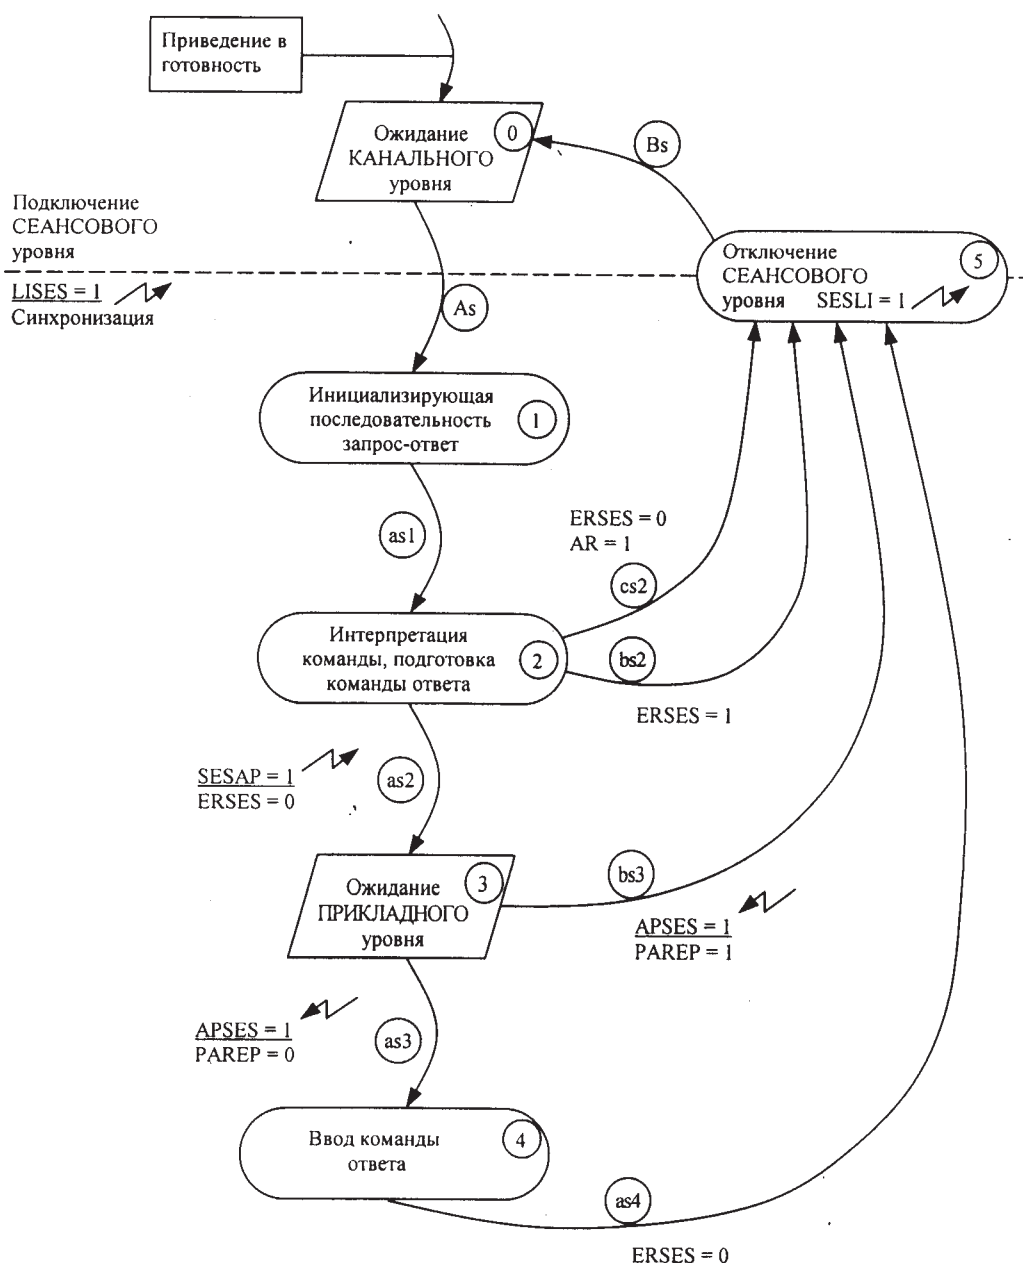 Приведение в
готовность
Ожидание
КАНАЛЬНОГО
уровня
0
Bs
Подключение
СЕАНСОВОГО
уровня
LISES = 1
Синхронизация
As
Отключение
СЕАНСОВОГО
уровня SESLI = 1
5
Инициализирующая
последовательность
запрос-ответ
1
as1
ERSES = 0
AR = 1
cs2
Интерпретация
команды, подготовка
команды ответа
2
bs2
ERSES = 1
SESAP = 1
ERSES = 0
as2
Ожидание
ПРИКЛАДНОГО
уровня
3
bs3
APSES = 1
PAREP = 1
APSES = 1
PAREP = 0
as3
Ввод команды
ответа
4
as4
ERSES = 0